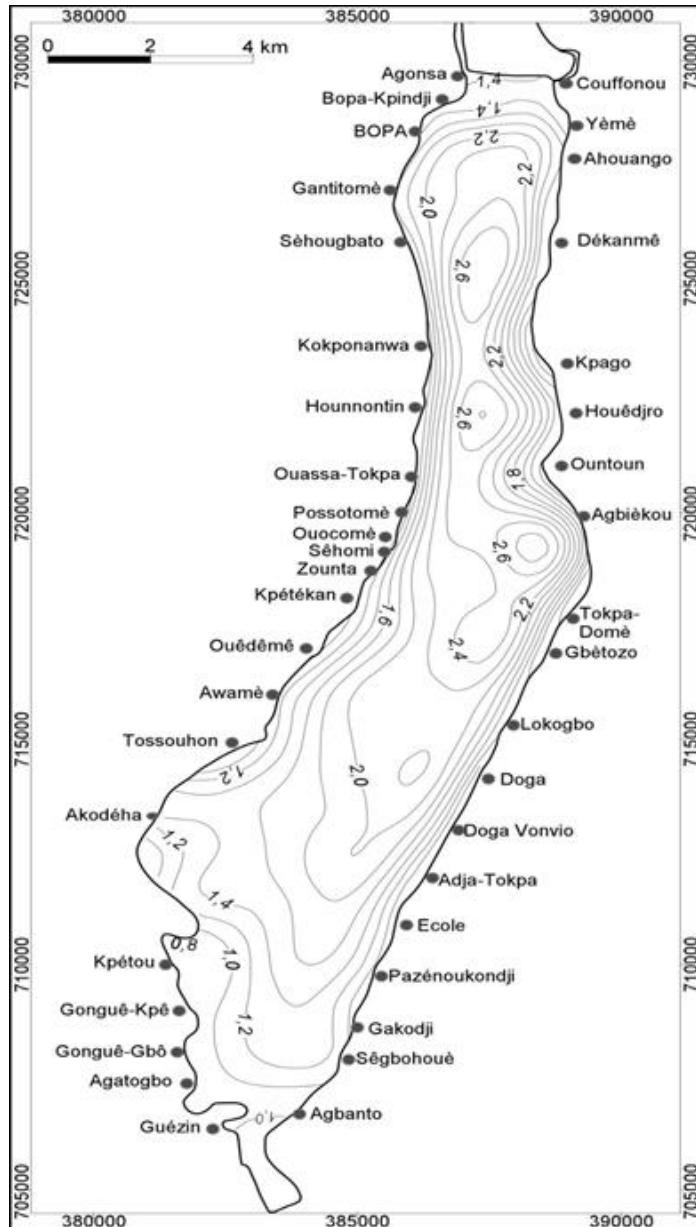 380000 385000 390000
0 2 4 km
730000 730000
Agonsa
1,4
Couffonou
Bopa-Kpindji
1,4
BOPA
Yèmè
2,2
Ahouango
2,2
Gantitomè
2,0
Sèhougbato
Dékanmê
2,6
725000 725000
Kokponanwa
2,2
Kpago
Hounnontin
2,6
Houêdjro
Ountoun
Ouassa-Tokpa
1,8
Possotomè
720000 720000
Agbièkou
Ouocomè
2,6
Sêhomi
Zounta
Kpétékan
1,6
2,2
Tokpa-
Domè
Ouêdêmê
2,4
Gbètozo
Awamè
Lokogbo
Tossouhon
715000 715000
1,2
2,0
Doga
Akodéha
1,2
Doga Vonvio
1,4
Adja-Tokpa
Ecole
0,8
Kpétou
1,0
Pazénoukondji
710000 710000
Gonguê-Kpê
1,2
Gakodji
Gonguê-Gbô
Sêgbohouè
Agatogbo
1,0
Agbanto
Guézin
705000 705000
380000 385000 390000